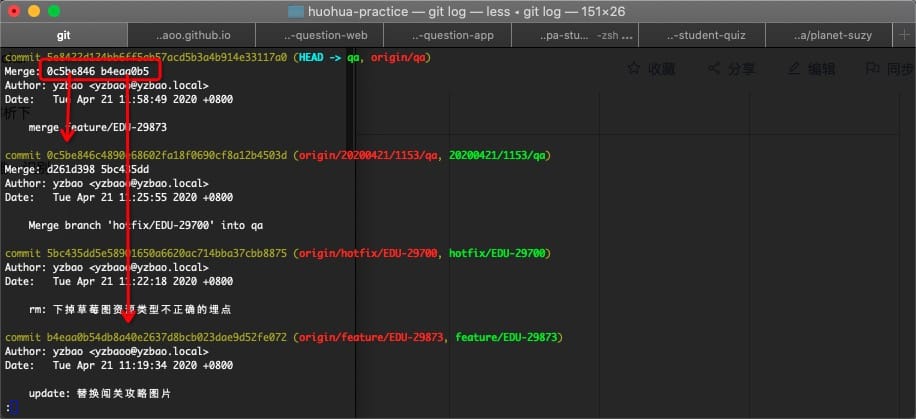 huohua-practice — git log — less • git log — 151×26
git
..aoo.github.io
..-question-web
..-question-app
..pa-stu... -zsh ...
..-student-quiz
..a/planet-suzy
收藏
分享
编辑
同步
commit 5e8422d124bb6ff5ab57acd5b3a4b914e33117a0 (HEAD -> qa, origin/qa)
Merge: 0c5be846 b4eaa0b5
Author: yzbao <yzbaoo@yzbao.local>
Date:   Tue Apr 21 11:58:49 2020 +0800
析下
merge feature/EDU-29873
commit 0c5be846c4890e68602fa18f0690cf8a12b4503d (origin/20200421/1153/qa, 20200421/1153/qa)
Merge: d261d398 5bc435dd
Author: yzbao <yzbaoo@yzbao.local>
Date:   Tue Apr 21 11:25:55 2020 +0800
Merge branch 'hotfix/EDU-29700' into qa
commit 5bc435dd5e58901650a6620ac714bba37cbb8875 (origin/hotfix/EDU-29700, hotfix/EDU-29700)
Author: yzbao <yzbaoo@yzbao.local>
Date:   Tue Apr 21 11:22:18 2020 +0800
rm: 下掉草莓图资源类型不正确的埋点
commit b4eaa0b54db8a40e2637d8bcb023dae9d52fe072 (origin/feature/EDU-29873, feature/EDU-29873)
Author: yzbao <yzbaoo@yzbao.local>
Date:   Tue Apr 21 11:19:34 2020 +0800
update: 替换闯关攻略图片
: